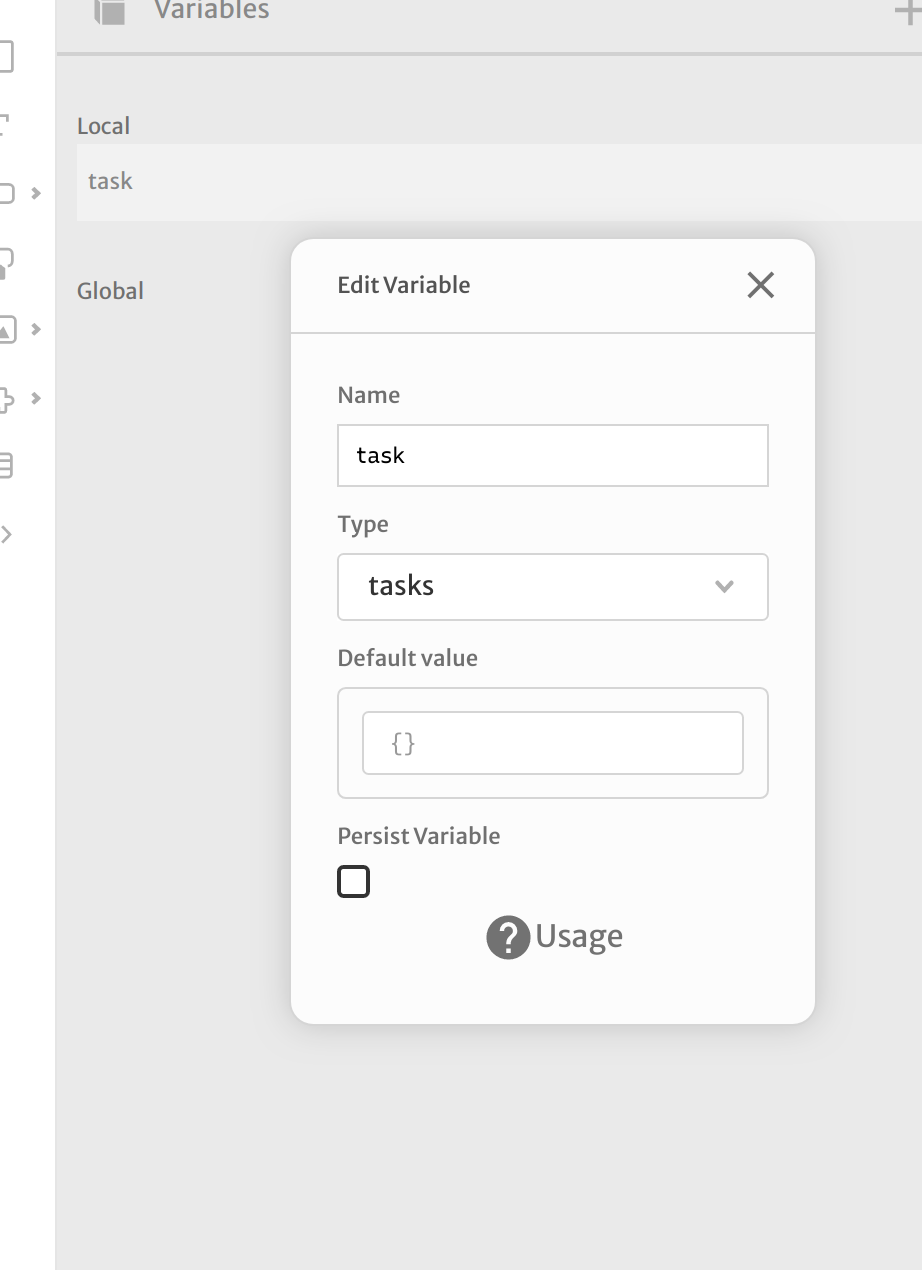 Variables
Local
task
Global
Edit Variable
Name
task
Type
tasks
Default value
{}
Persist Variable
Usage